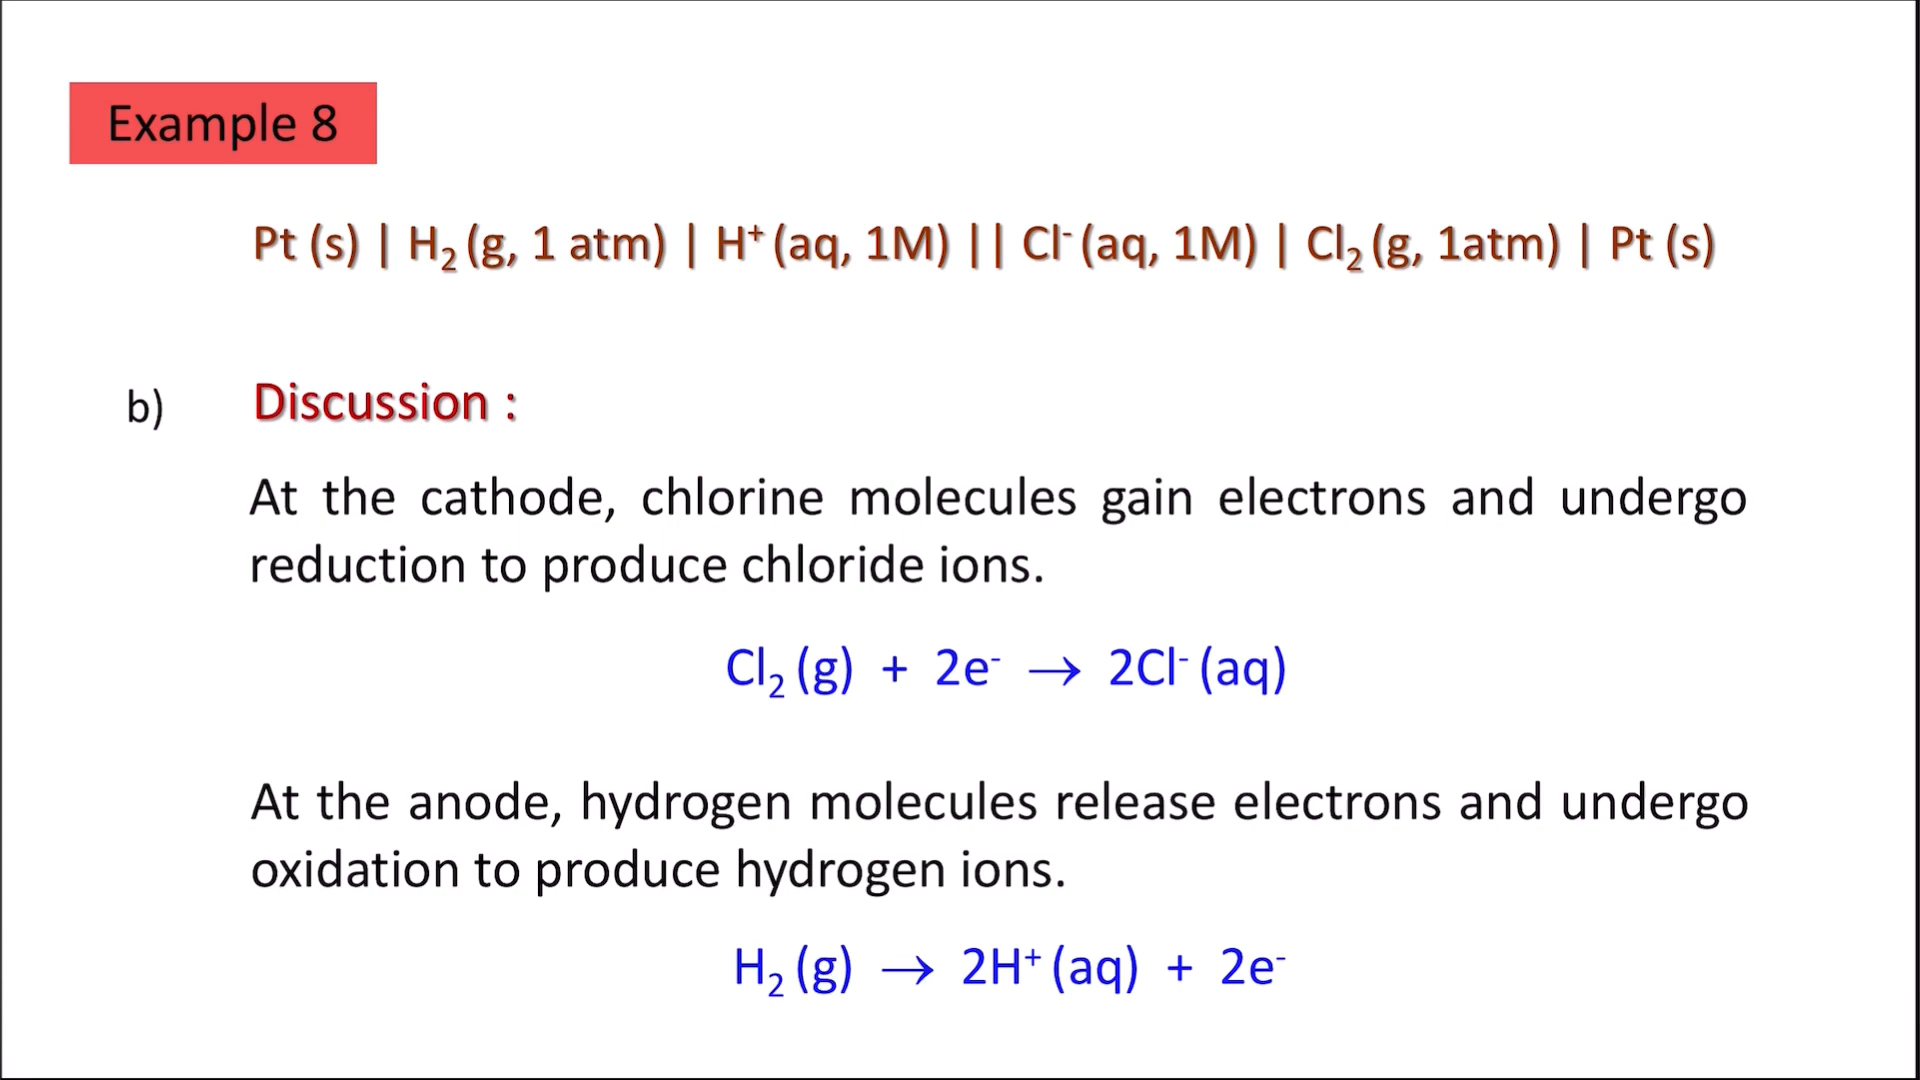 Example 8
Pt (s) | H₂ (g, 1 atm) | H⁺ (aq, 1M) || Cl⁻ (aq, 1M) | Cl₂ (g, 1atm) | Pt (s)
b) Discussion :
At the cathode, chlorine molecules gain electrons and undergo
reduction to produce chloride ions.
Cl₂ (g) + 2e⁻ → 2Cl⁻ (aq)
At the anode, hydrogen molecules release electrons and undergo
oxidation to produce hydrogen ions.
H₂ (g) → 2H⁺ (aq) + 2e⁻